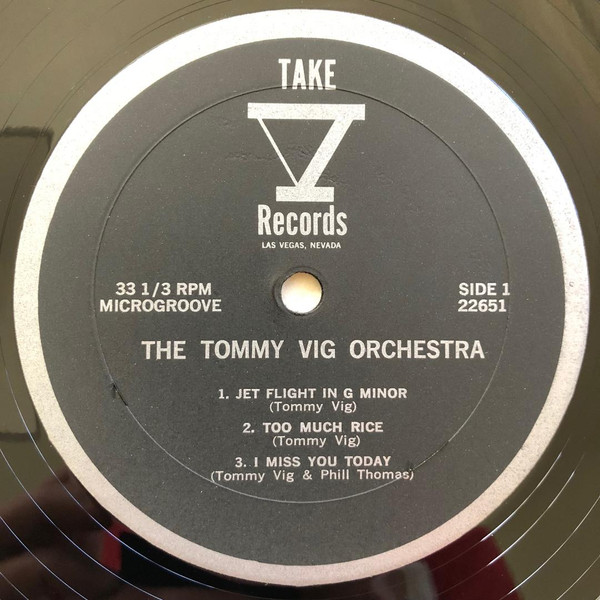 TAKE
V
Records
LAS VEGAS, NEVADA
33 1/3 RPM
MICROGROOVE
SIDE 1
22651
THE TOMMY VIG ORCHESTRA
1. JET FLIGHT IN G MINOR
(Tommy Vig)
2. TOO MUCH RICE
(Tommy Vig)
3. I MISS YOU TODAY
(Tommy Vig & Phill Thomas)